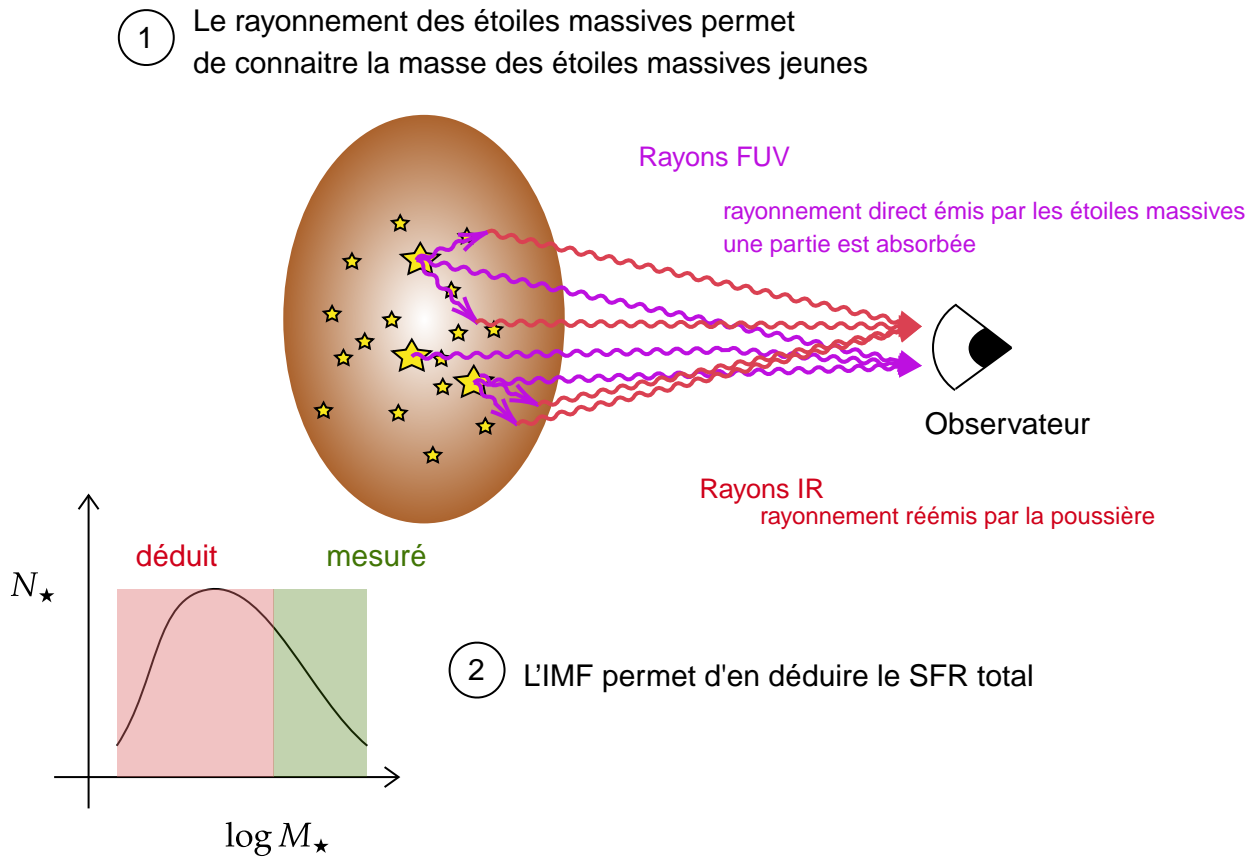 1
Le rayonnement des étoiles massives permet
de connaitre la masse des étoiles massives jeunes
Rayons FUV
rayonnement direct émis par les étoiles massives
une partie est absorbée
Observateur
Rayons IR
rayonnement réémis par la poussière
déduit
mesuré
N★
2
L'IMF permet d'en déduire le SFR total
log M★